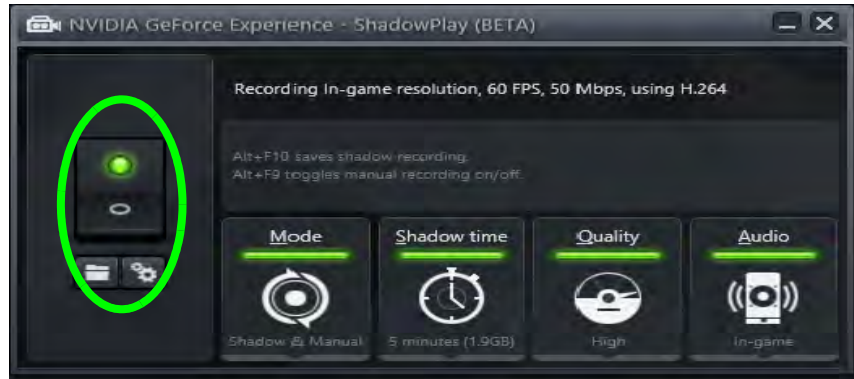 NVIDIA GeForce Experience - ShadowPlay (BETA)
Recording In-game resolution, 60 FPS, 50 Mbps, using H.264
Alt+F10 saves shadow recording.
Alt+F9 toggles manual recording on/off.
Mode
Shadow time
Quality
Audio
Shadow & Manual
5 minutes (1.9GB)
High
In-game